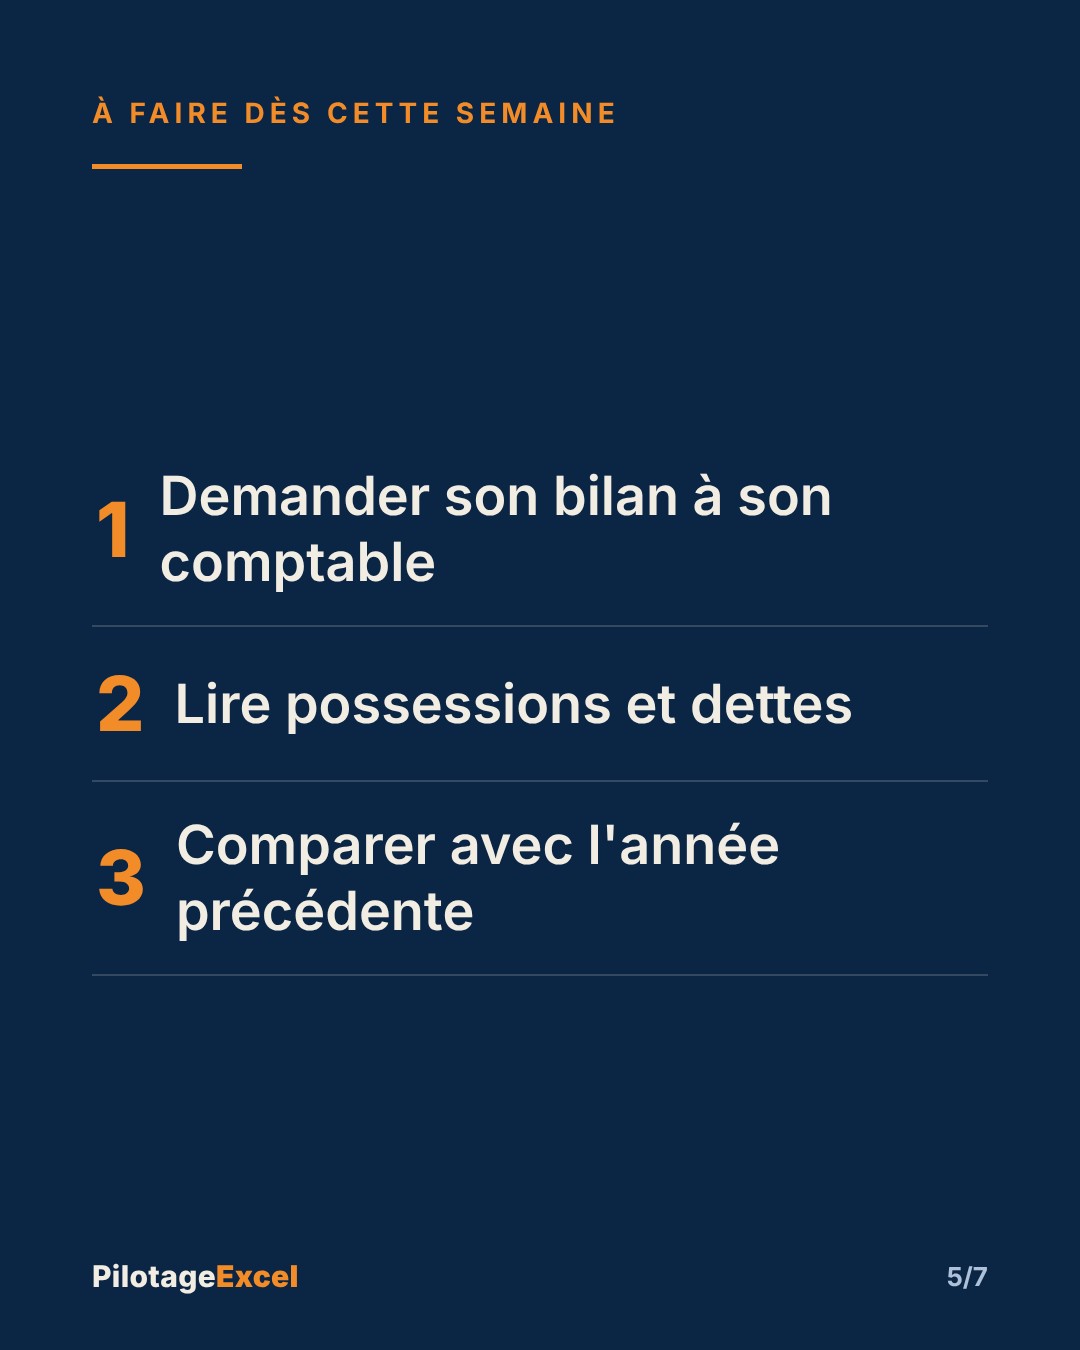 À FAIRE DÈS CETTE SEMAINE
1 Demander son bilan à son
comptable
2 Lire possessions et dettes
3 Comparer avec l'année
précédente
PilotageExcel 5/7